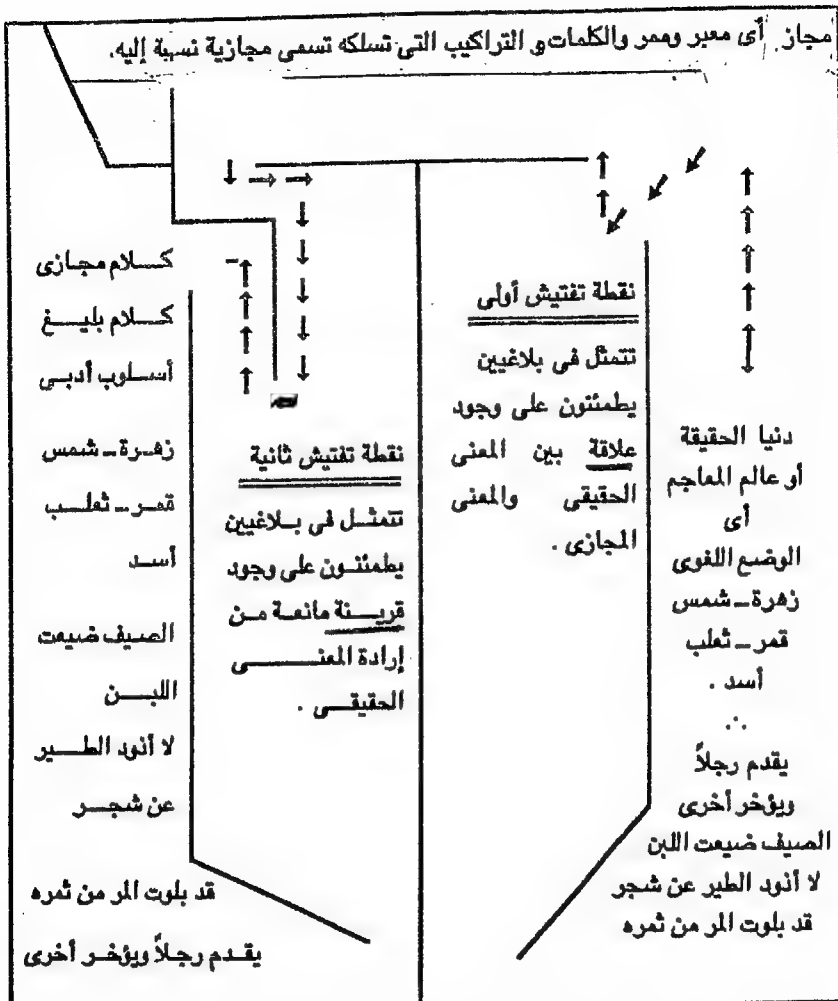 مجاز أى معبر وممر والكلمات و التراكيب التى تسلكه تسمى مجازية نسبة إليه.
دنيا الحقيقة
أو عالم المعاجم
أى
الوضع اللغوى
زهرة ـ شمس
قمر ـ ثعلب
أسد .
∴
يقدم رجلاً
ويؤخر أخرى
الصيف ضيعت اللبن
لا أذود الطير عن شجر
قد بلوت المر من ثمره
نقطة تفتيش أولى
تتمثل فى بلاغيين
يطمئنون على وجود
علاقة بين المعنى
الحقيقى والمعنى
المجازى .
نقطة تفتيش ثانية
تتمثل فى بلاغيين
يطمئنون على وجود
قرينة مانعة من
إرادة المعنى
الحقيقى .
كلام مجازى
كلام بليغ
أسلوب أدبى
زهرة ـ شمس
قمر ـ ثعلب
أسد
الصيف ضيعت
اللبن
لا أذود الطير
عن شجر
قد بلوت المر من ثمره
يقدم رجلاً ويؤخر أخرى